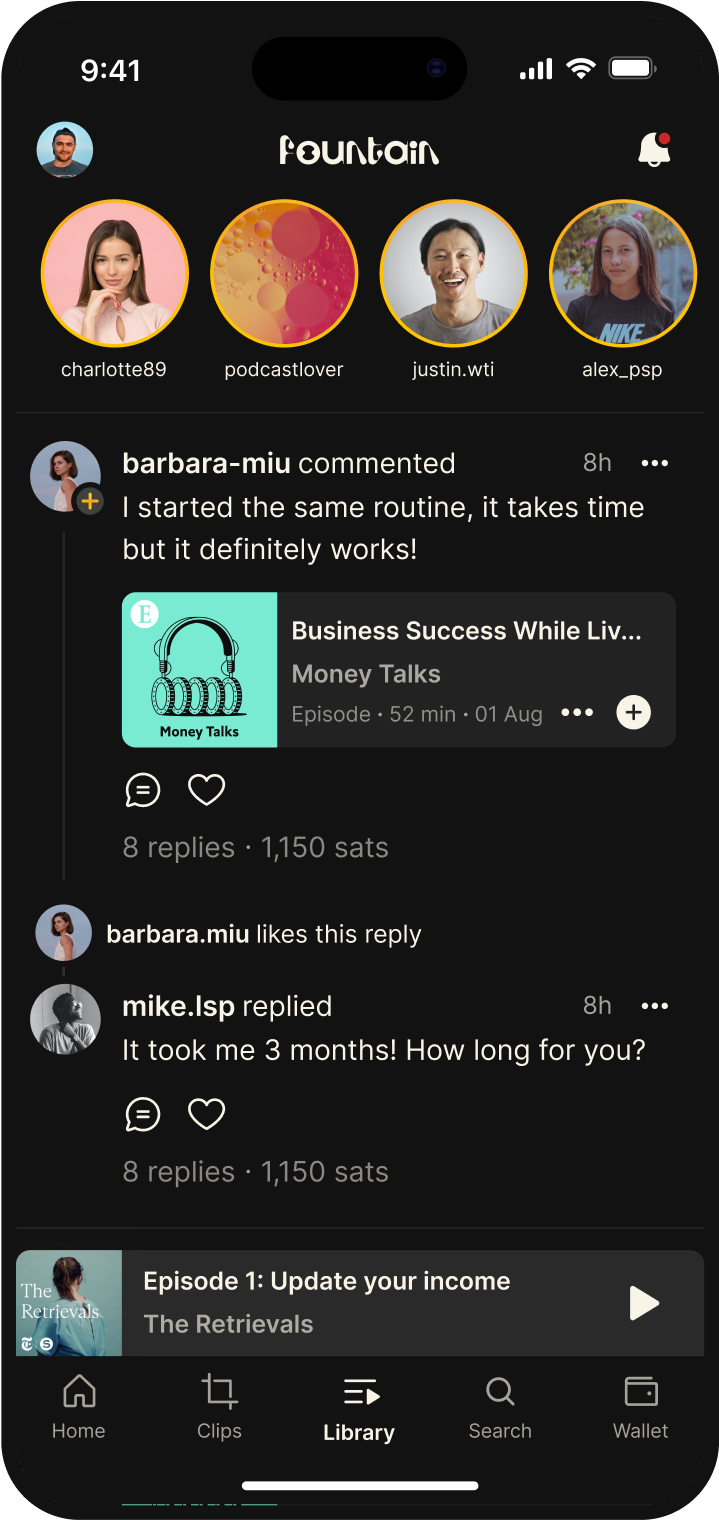 9:41
fountain
NIKE
charlotte89
podcastlover
justin.wti
alex_psp
barbara-miu commented
8h
I started the same routine, it takes time
but it definitely works!
E
Money Talks
Business Success While Liv...
Money Talks
Episode • 52 min • 01 Aug
8 replies · 1,150 sats
barbara.miu likes this reply
mike.lsp replied
8h
It took me 3 months! How long for you?
8 replies · 1,150 sats
The
Retrievals
T S
Episode 1: Update your income
The Retrievals
Home
Clips
Library
Search
Wallet